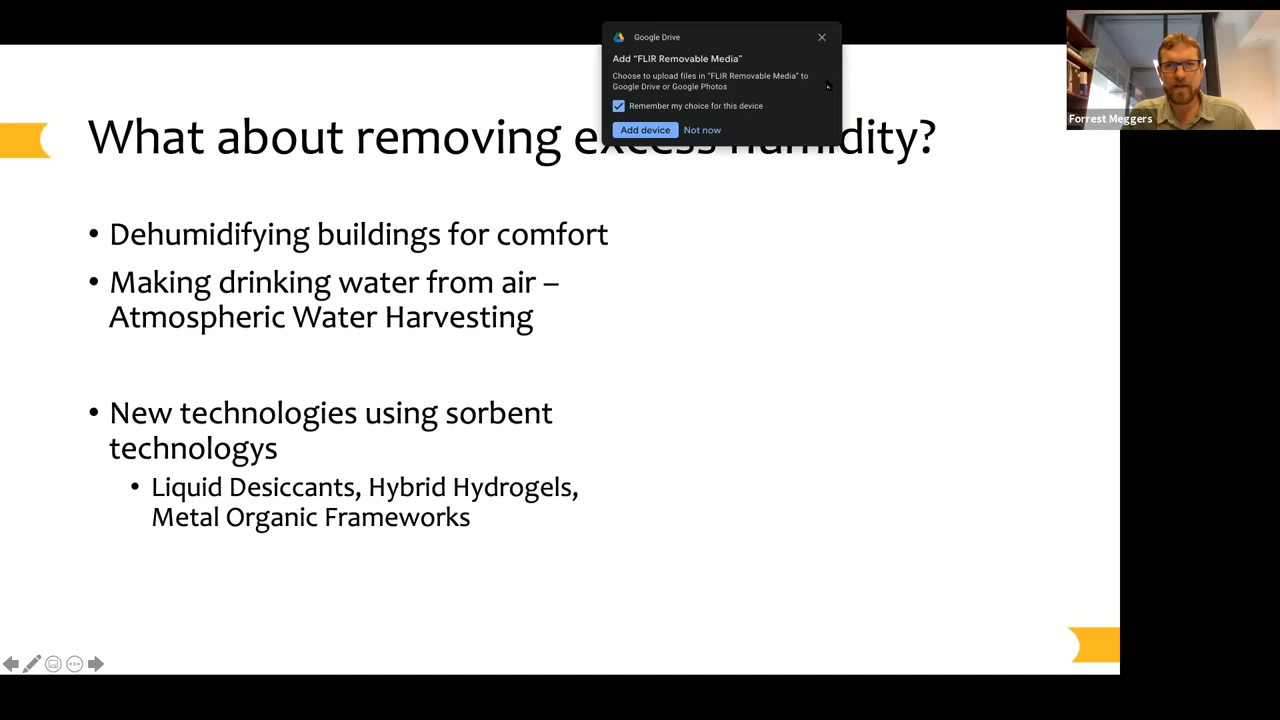 Google Drive
Add “FLIR Removable Media”
Choose to upload files in "FLIR Removable Media" to
Google Drive or Google Photos
Remember my choice for this device
Add device Not now
Forrest Meggers
What about removing excess humidity?
• Dehumidifying buildings for comfort
• Making drinking water from air –
Atmospheric Water Harvesting
• New technologies using sorbent
technologys
• Liquid Desiccants, Hybrid Hydrogels,
Metal Organic Frameworks